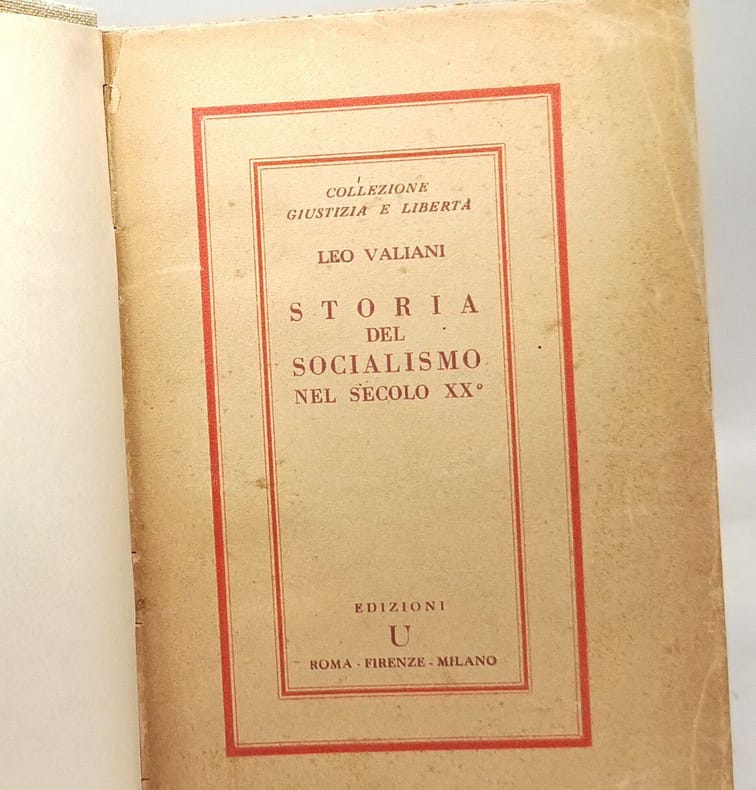 COLLEZIONE
GIUSTIZIA E LIBERTÀ
LEO VALIANI
STORIA
DEL
SOCIALISMO
NEL SECOLO XX°
EDIZIONI
U
ROMA - FIRENZE - MILANO